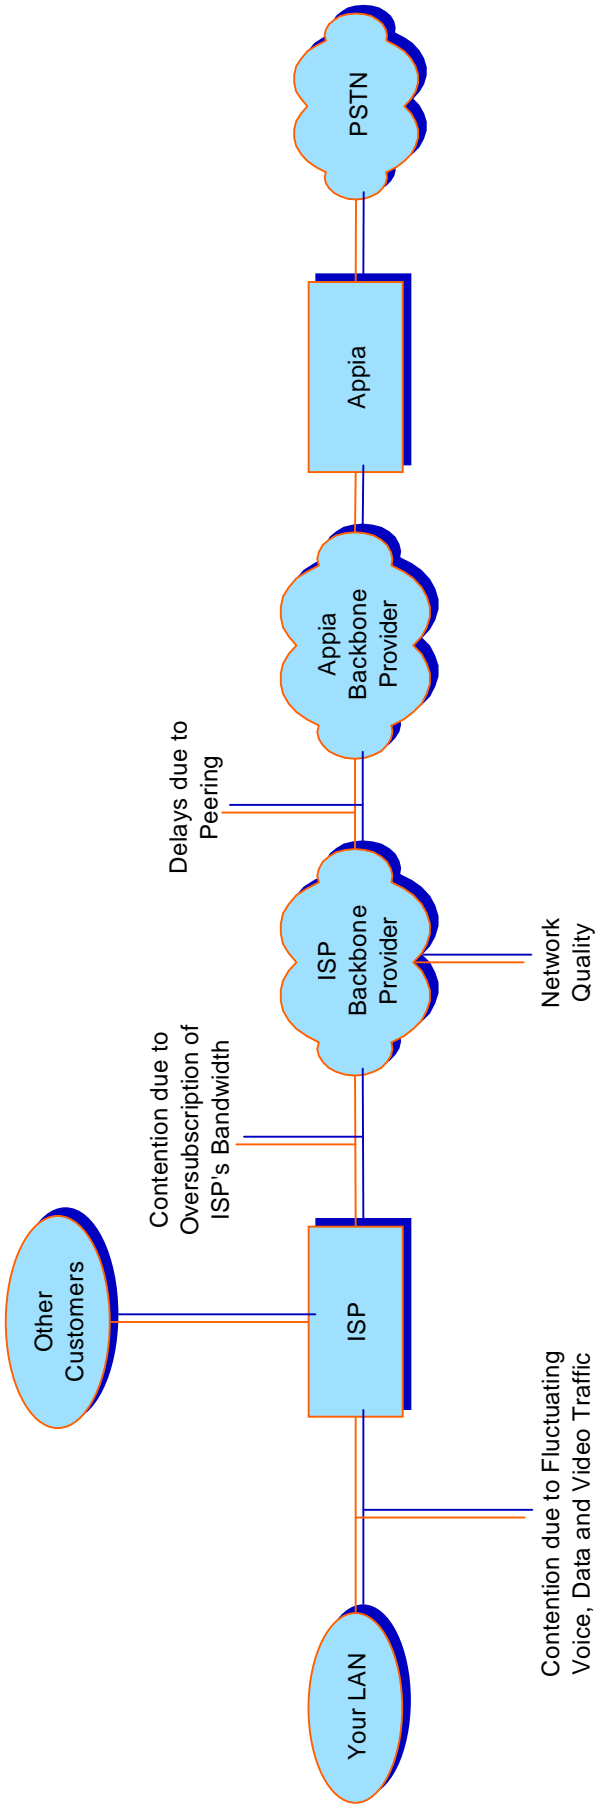 Other
Customers
Contention due to
Oversubscription of
ISP's Bandwidth
Delays due to
Peering
Your LAN
ISP
ISP
Backbone
Provider
Appia
Backbone
Provider
Appia
PSTN
Contention due to Fluctuating
Voice, Data and Video Traffic
Network
Quality